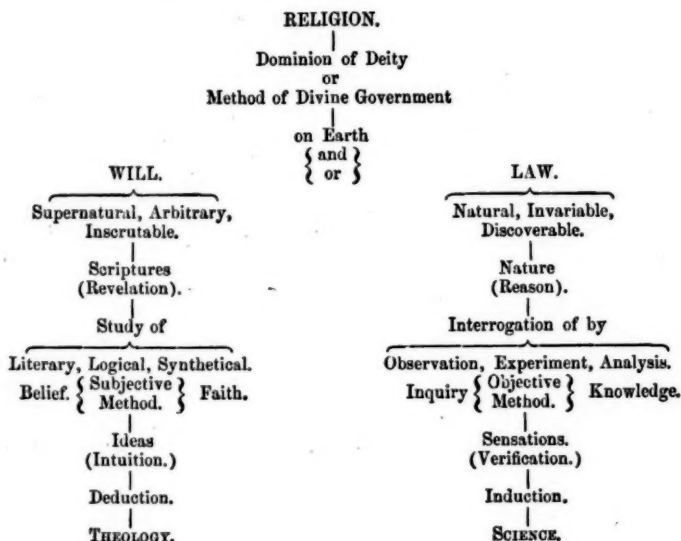 RELIGION.
Dominion of Deity
or
Method of Divine Government
on Earth
{ and }
{ or }
WILL.
Supernatural, Arbitrary,
Inscrutable.
Scriptures
(Revelation).
Study of
Literary, Logical, Synthetical.
Belief. { Subjective Method. } Faith.
Ideas
(Intuition.)
Deduction.
THEOLOGY.
LAW.
Natural, Invariable,
Discoverable.
Nature
(Reason).
Interrogation of by
Observation, Experiment, Analysis.
Inquiry { Objective Method. } Knowledge.
Sensations.
(Verification.)
Induction.
SCIENCE.